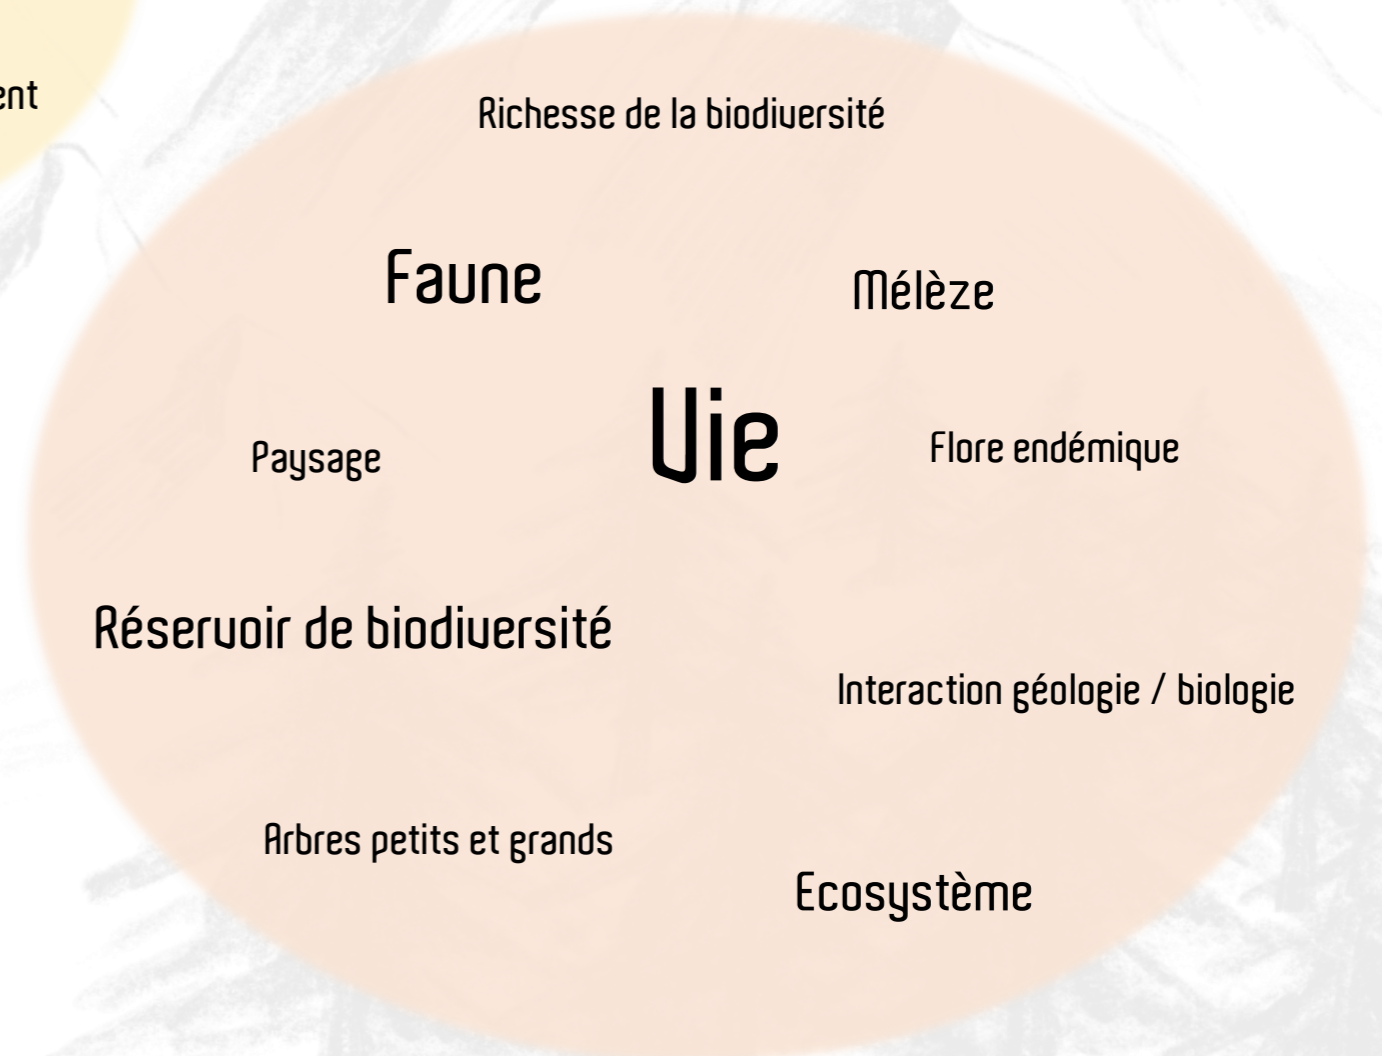 Richesse de la biodiversité
Faune
Mélèze
Vie
Paysage
Flore endémique
Réservoir de biodiversité
Interaction géologie / biologie
Arbres petits et grands
Ecosystème